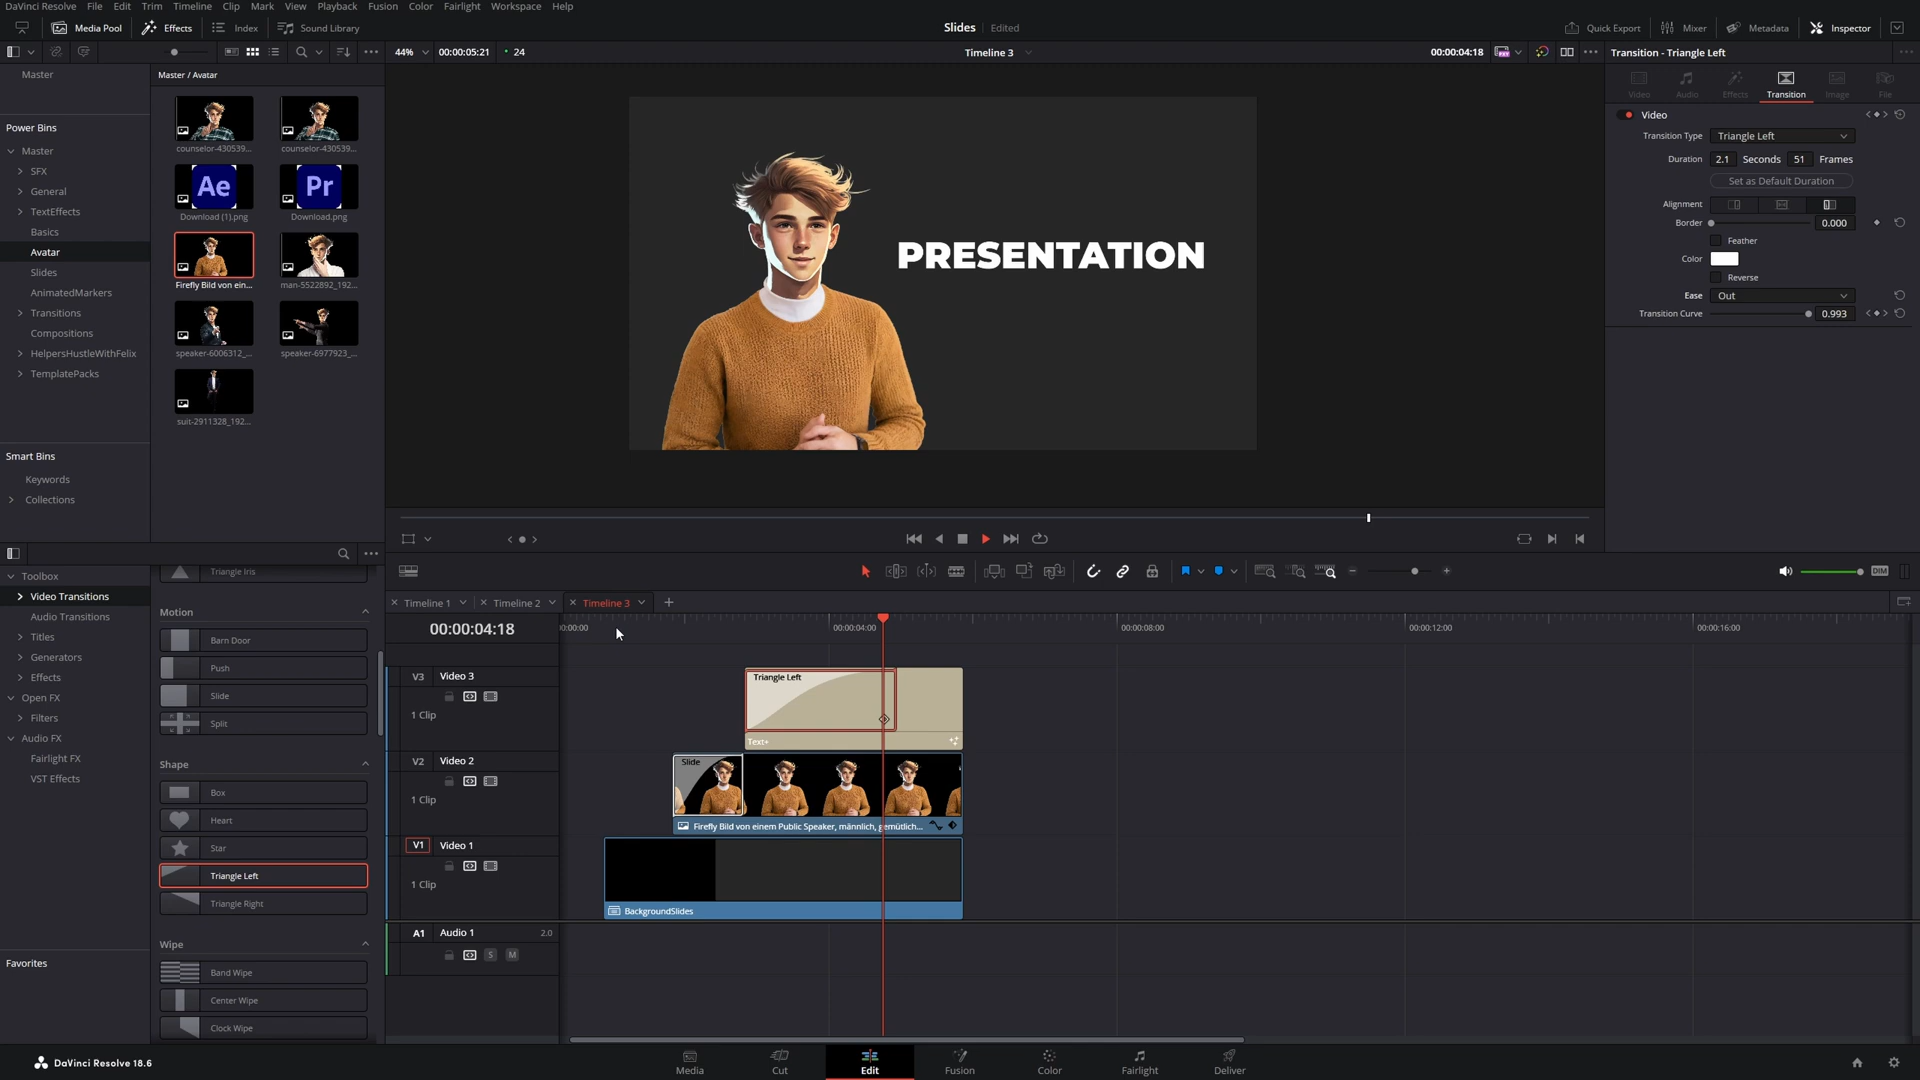 DaVinci Resolve File Edit Trim Timeline Clip Mark View Playback Fusion Color Fairlight Workspace Help
Media Pool Effects Index Sound Library
Slides Edited
Quick Export Mixer Metadata Inspector
44% 00:00:05:21 24
Timeline 3
00:00:04:18
Transition - Triangle Left
Master
Master / Avatar
Power Bins
Master
SFX
General
TextEffects
Basics
Avatar
Slides
AnimatedMarkers
Transitions
Compositions
HelpersHustleWithFelix
TemplatePacks
Smart Bins
Keywords
Collections
counselor-430539... counselor-430539...
Ae Pr
Download (1).png Download.png
Firefly Bild von ein... man-5522892_192...
speaker-6006312_... speaker-6977923_...
suit-2911328_192...
PRESENTATION
Video Audio Effects Transition Image File
Video
Transition Type Triangle Left
Duration 2.1 Seconds 51 Frames
Set as Default Duration
Alignment
Border 0.000
Feather
Color
Reverse
Ease Out
Transition Curve 0.993
Toolbox
Video Transitions
Audio Transitions
Titles
Generators
Effects
Open FX
Filters
Audio FX
Fairlight FX
VST Effects
Favorites
Triangle Iris
Motion
Barn Door
Push
Slide
Split
Shape
Box
Heart
Star
Triangle Left
Triangle Right
Wipe
Band Wipe
Center Wipe
Clock Wipe
DIM
Timeline 1 Timeline 2 Timeline 3
00:00:04:18
00:00:04:00 00:00:08:00 00:00:12:00 00:00:16:00
V3 Video 3
1 Clip
Triangle Left
Text+
V2 Video 2
1 Clip
Slide
Firefly Bild von einem Public Speaker, männlich, gemütlich...
V1 Video 1
1 Clip
BackgroundSlides
A1 Audio 1 2.0
S M
DaVinci Resolve 18.6
Media Cut Edit Fusion Color Fairlight Deliver